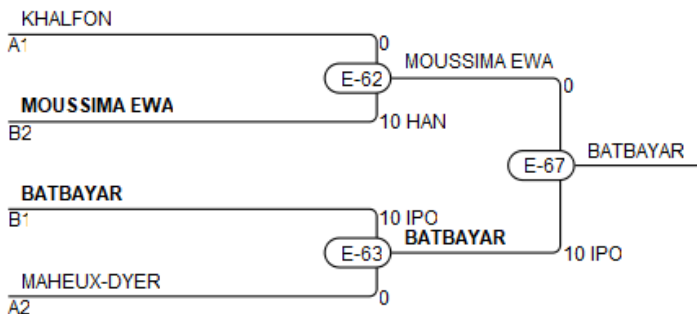 KHALFON
A1
0
E-62
MOUSSIMA EWA
0
MOUSSIMA EWA
B2
10 HAN
E-67
BATBAYAR
BATBAYAR
B1
10 IPO
E-63
BATBAYAR
10 IPO
MAHEUX-DYER
A2
0